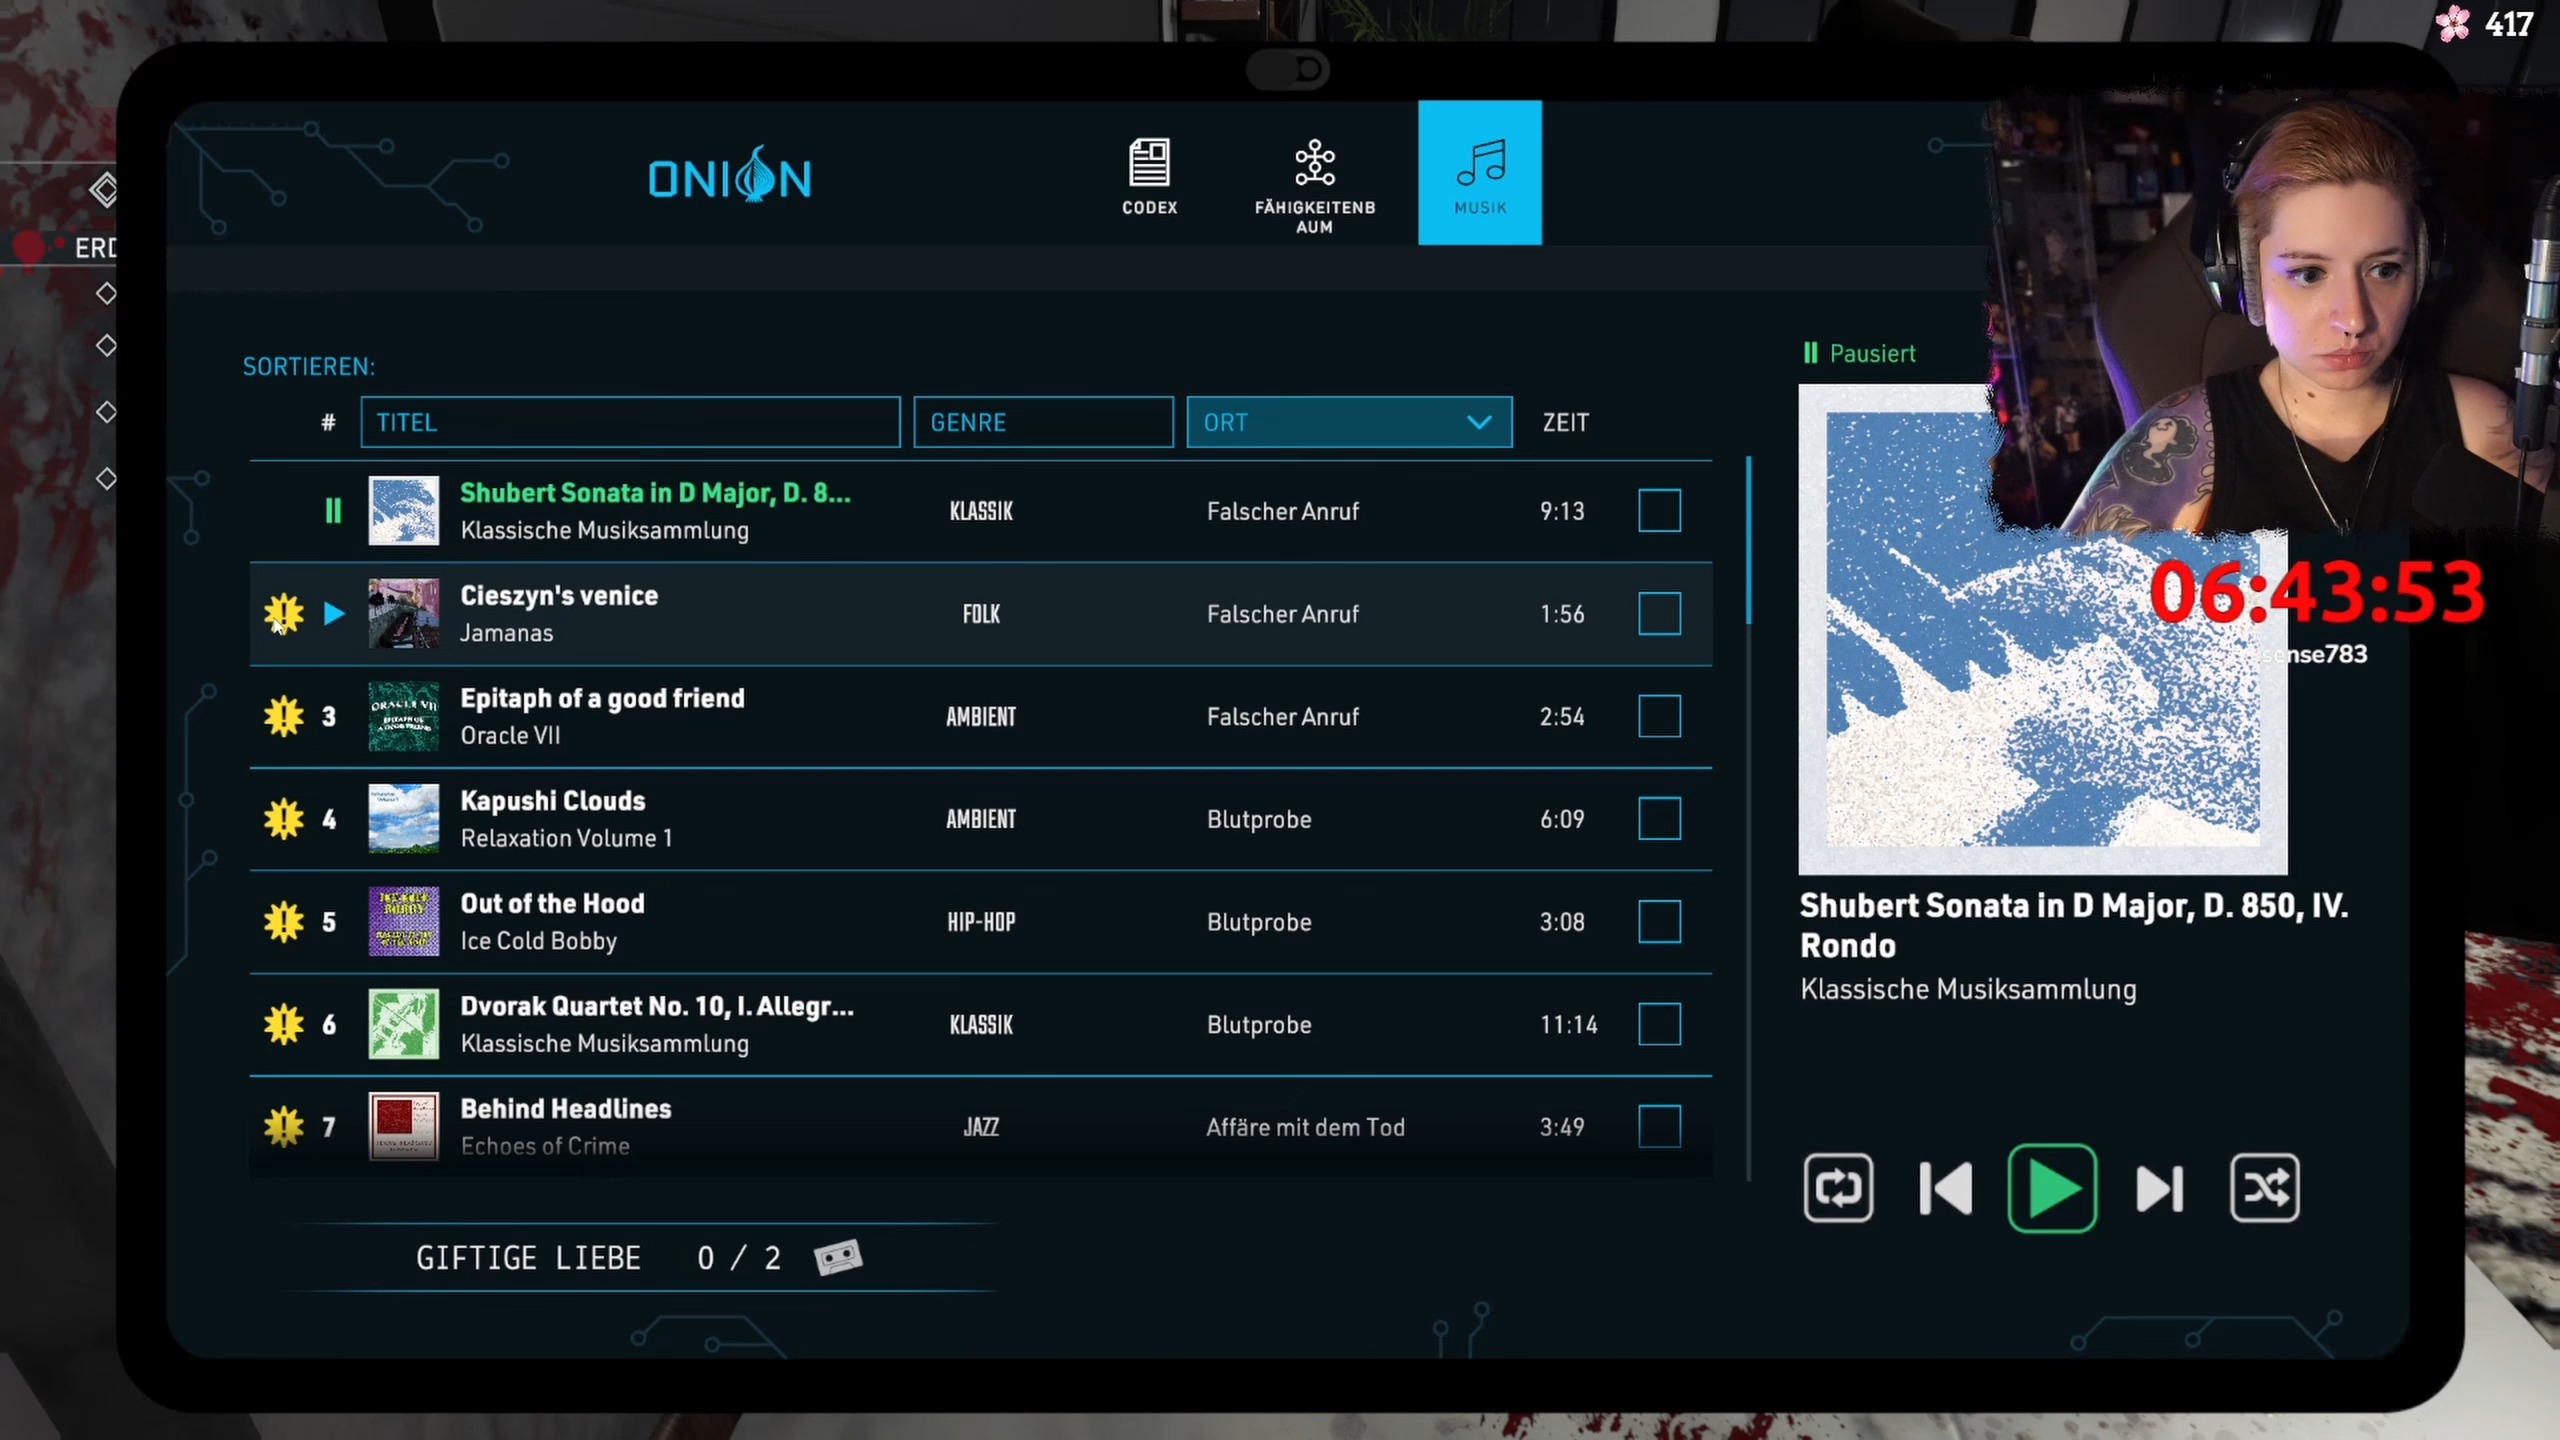 417
ONION
CODEX
FÄHIGKEITENB
AUM
MUSIK
ERD
SORTIEREN:
Pausiert
# TITEL GENRE ORT ZEIT
Shubert Sonata in D Major, D. 8... KLASSIK Falscher Anruf 9:13
Klassische Musiksammlung
Cieszyn's venice FOLK Falscher Anruf 1:56
Jamanas
3 Epitaph of a good friend AMBIENT Falscher Anruf 2:54
Oracle VII
ORACLE VII
4 Kapushi Clouds AMBIENT Blutprobe 6:09
Relaxation Volume 1
5 Out of the Hood HIP-HOP Blutprobe 3:08
Ice Cold Bobby
6 Dvorak Quartet No. 10, I. Allegr... KLASSIK Blutprobe 11:14
Klassische Musiksammlung
7 Behind Headlines JAZZ Affäre mit dem Tod 3:49
Echoes of Crime
06:43:53
Shubert Sonata in D Major, D. 850, IV.
Rondo
Klassische Musiksammlung
GIFTIGE LIEBE 0 / 2